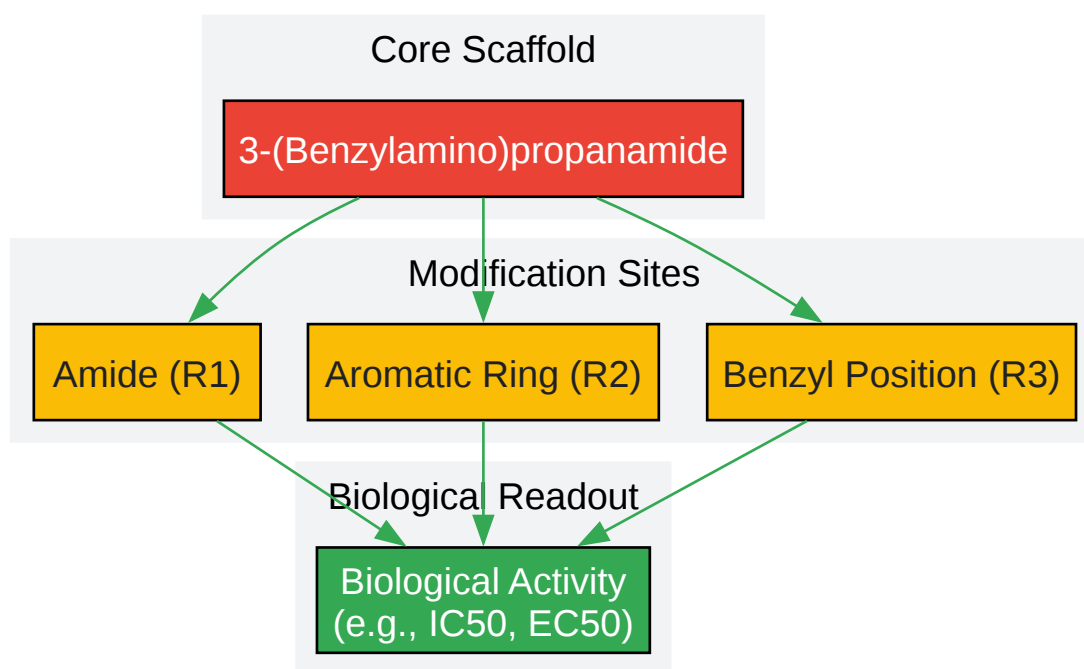 Core Scaffold
3-(Benzylamino)propanamide
Modification Sites
Amide (R1)
Aromatic Ring (R2)
Benzyl Position (R3)
Biological Readout
Biological Activity
(e.g., IC50, EC50)